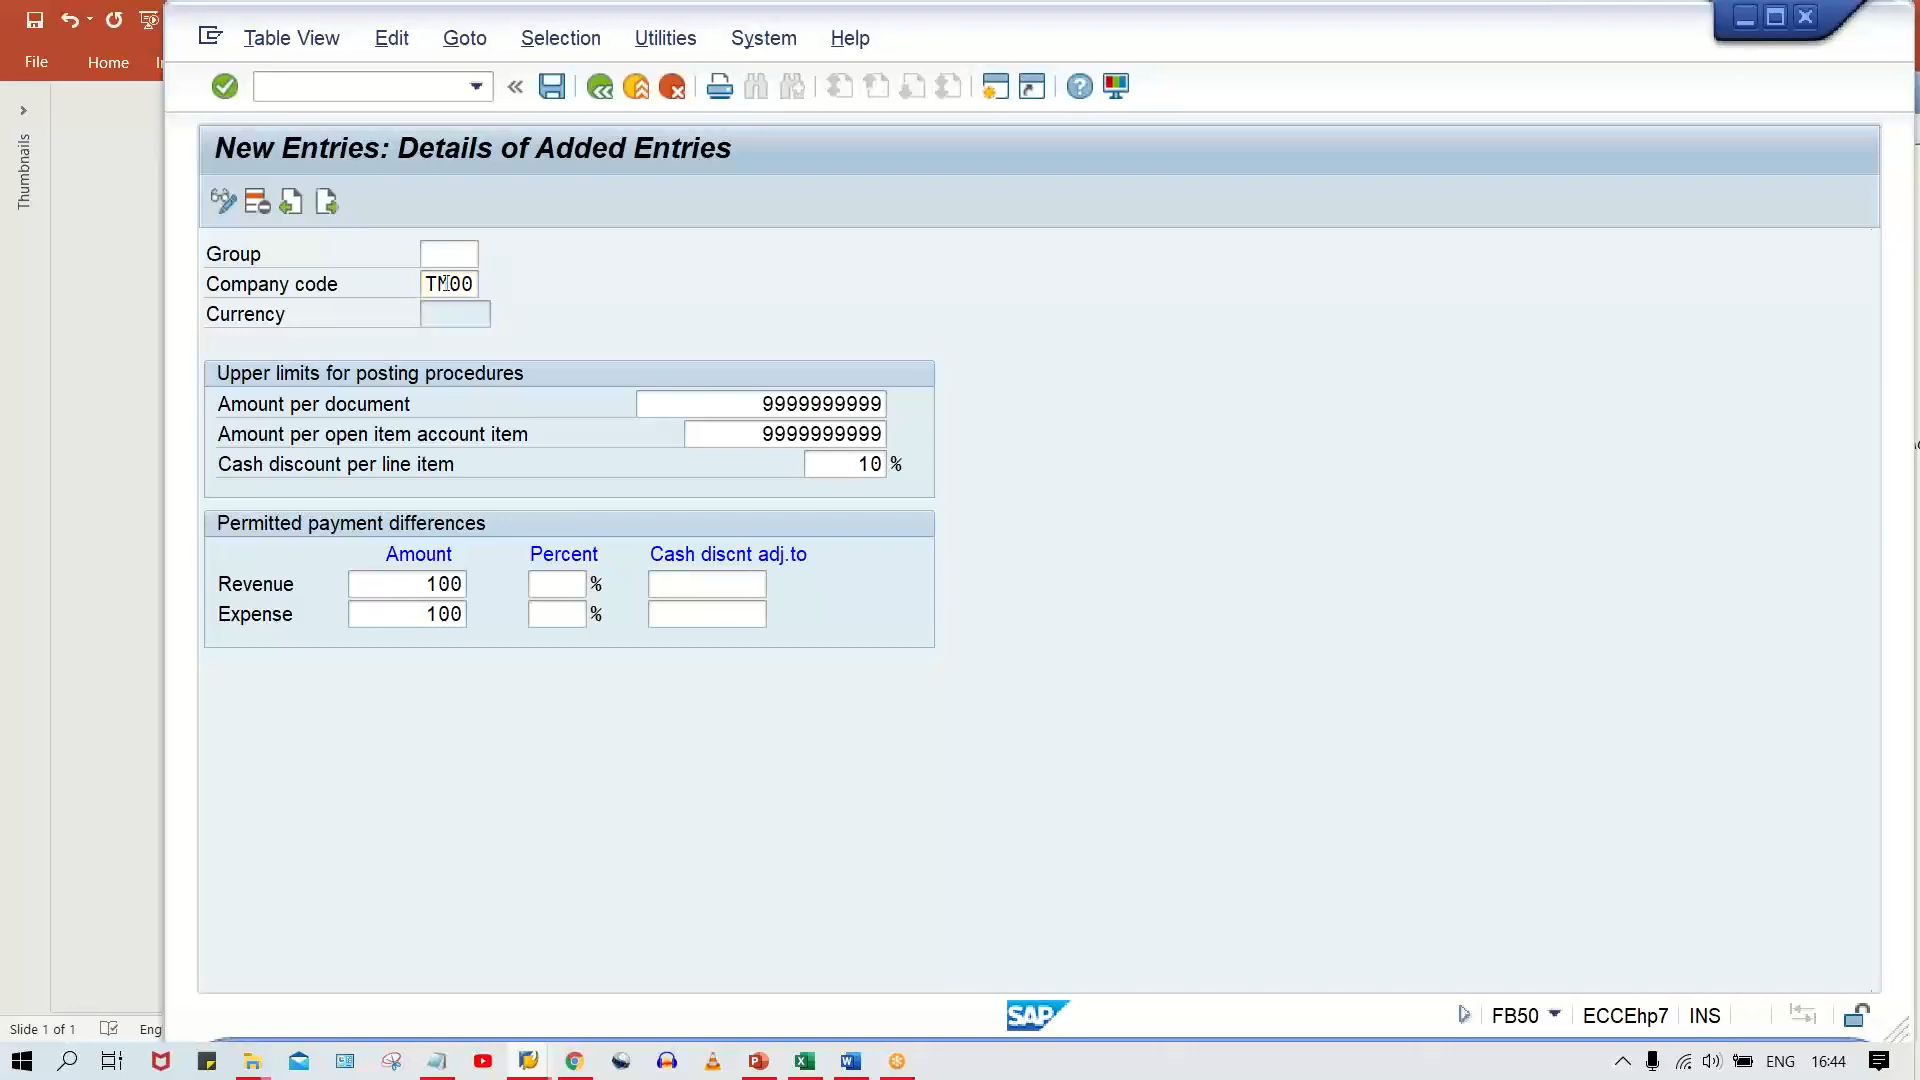 Table View Edit Goto Selection Utilities System Help
File Home
New Entries: Details of Added Entries
Thumbnails
Group
Company code TM00
Currency
Upper limits for posting procedures
Amount per document 9999999999
Amount per open item account item 9999999999
Cash discount per line item 10 %
Permitted payment differences
Amount Percent Cash discnt adj.to
Revenue 100 %
Expense 100 %
SAP FB50 ECCEhp7 INS
Slide 1 of 1 Eng
ENG 16:44